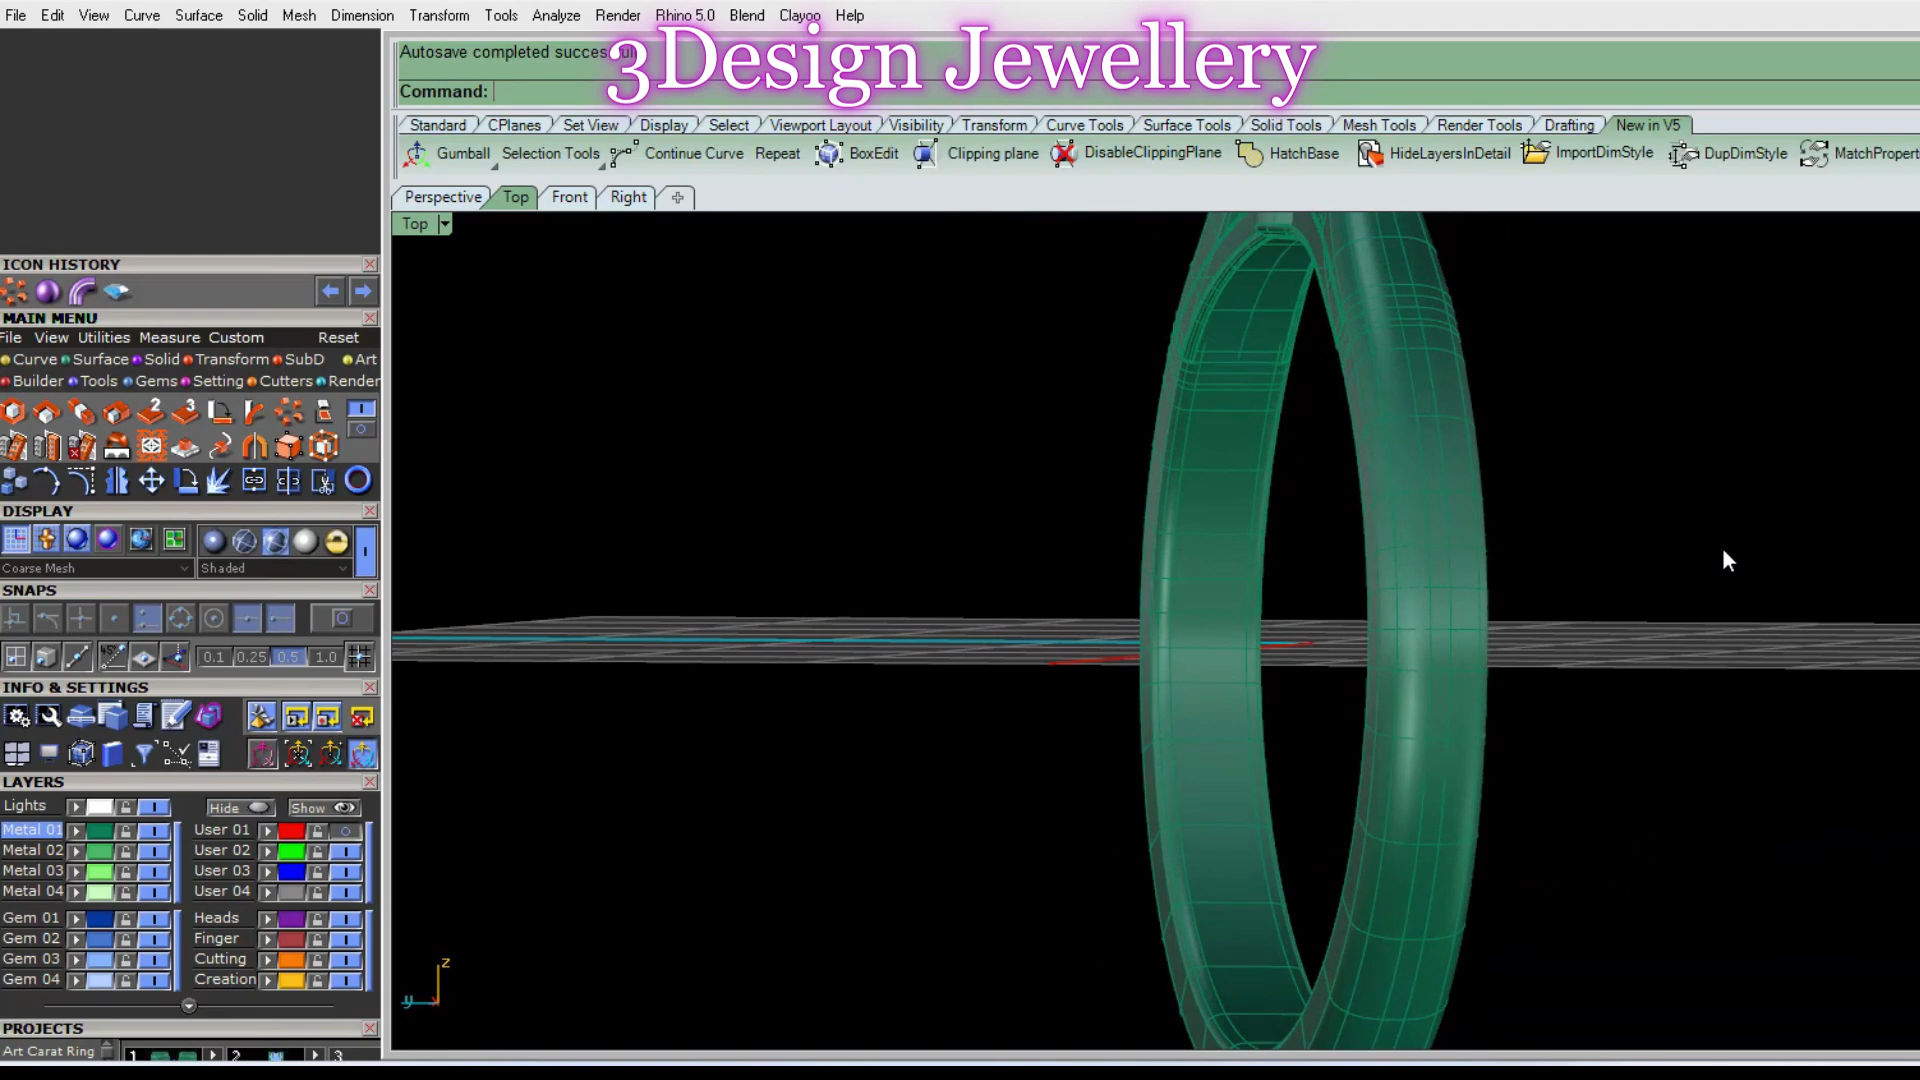 File Edit View Curve Surface Solid Mesh Dimension Transform Tools Analyze Render Rhino 5.0 Blend Clayoo Help
3Design Jewellery
Autosave completed
Command:
Standard CPlanes Set View Display Select Viewport Layout Visibility Transform Curve Tools Surface Tools Solid Tools Mesh Tools Render Tools Drafting New in V5
Gumball Selection Tools Continue Curve Repeat BoxEdit Clipping plane DisableClippingPlane HatchBase HideLayersInDetail ImportDimStyle DupDimStyle MatchPropert
Perspective Top Front Right
Top
ICON HISTORY
MAIN MENU
File View Utilities Measure Custom Reset
Curve Surface Solid Transform SubD Art
Builder Tools Gems Setting Cutters Render
2 3
DISPLAY
Coarse Mesh Shaded
SNAPS
45° 0.1 0.25 0.5 1.0
INFO & SETTINGS
LAYERS
Lights Hide Show
Metal 01 User 01
Metal 02 User 02
Metal 03 User 03
Metal 04 User 04
Gem 01 Heads
Gem 02 Finger
Gem 03 Cutting
Gem 04 Creation
PROJECTS
Art Carat Ring 1 2 3
z
y